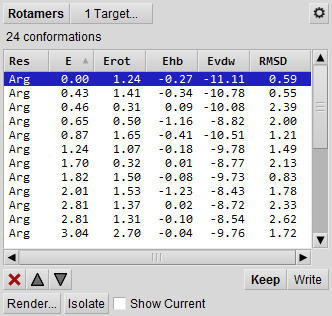 Rotamers 1 Target...
24 conformations
Res E Erot Ehb Evdw RMSD
Arg 0.00 1.24 -0.27 -11.11 0.59
Arg 0.43 1.41 -0.34 -10.78 0.55
Arg 0.46 0.31 0.09 -10.08 2.39
Arg 0.65 0.50 -1.16 -8.82 2.00
Arg 0.87 1.65 -0.41 -10.51 1.21
Arg 1.24 1.07 -0.18 -9.78 1.49
Arg 1.70 0.32 0.01 -8.77 2.13
Arg 1.82 1.50 -0.08 -9.73 0.83
Arg 2.01 1.53 -1.23 -8.43 1.78
Arg 2.81 1.37 0.02 -8.72 2.33
Arg 2.81 1.31 -0.10 -8.54 2.62
Arg 3.04 2.70 -0.04 -9.76 1.72
Keep Write
Render... Isolate Show Current